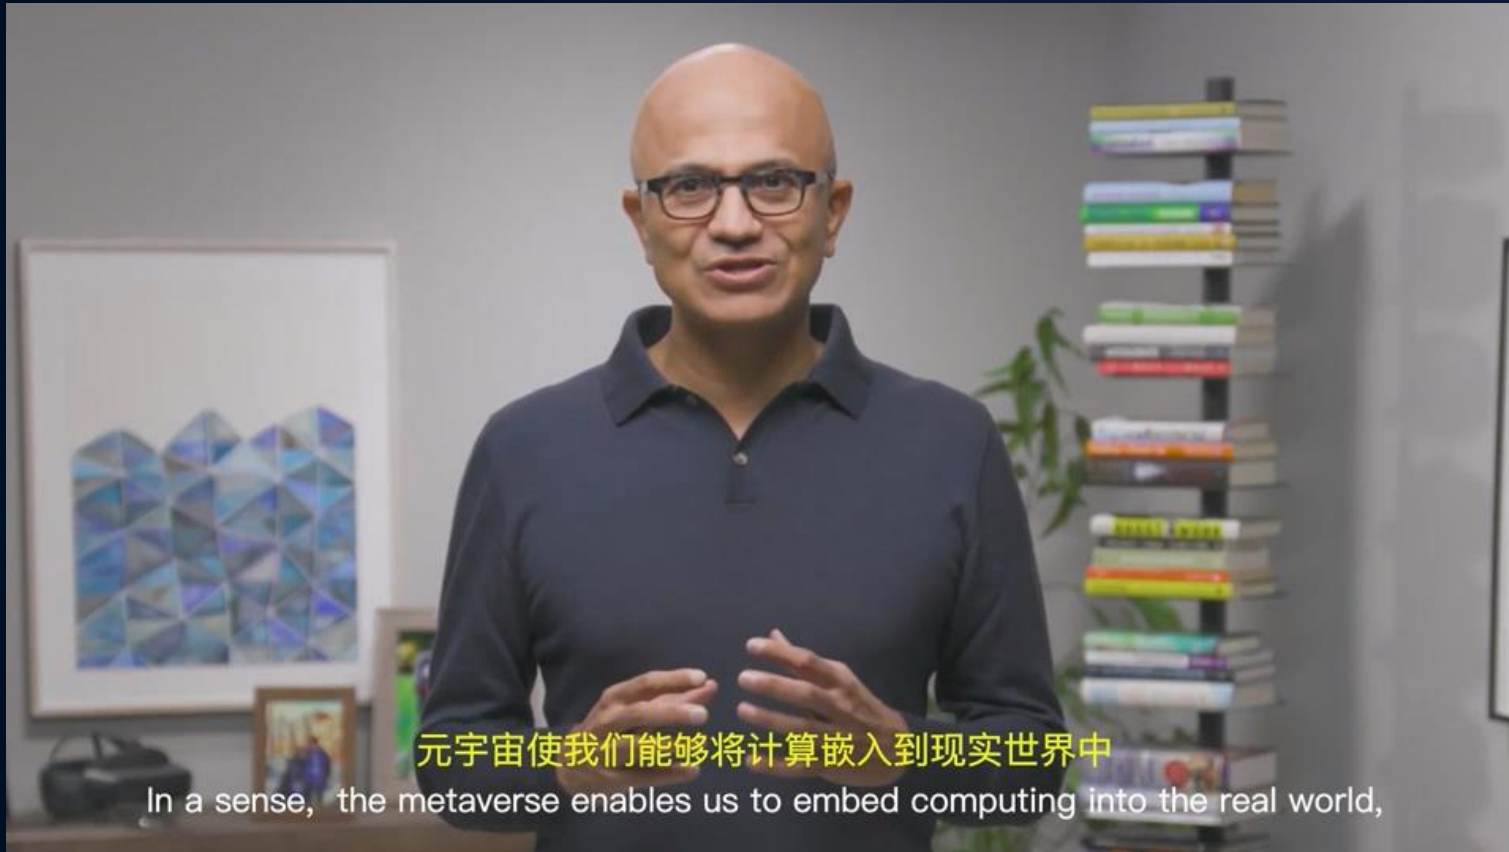 元宇宙使我们能够将计算嵌入到现实世界中
In a sense, the metaverse enables us to embed computing into the real world,